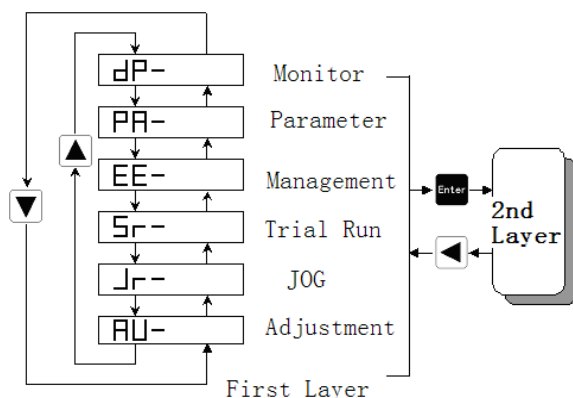 dP-
Monitor
PA-
Parameter
EE-
Management
Enter
2nd
Layer
Sr-
Trial Run
Jr-
JOG
AU-
Adjustment
First Layer